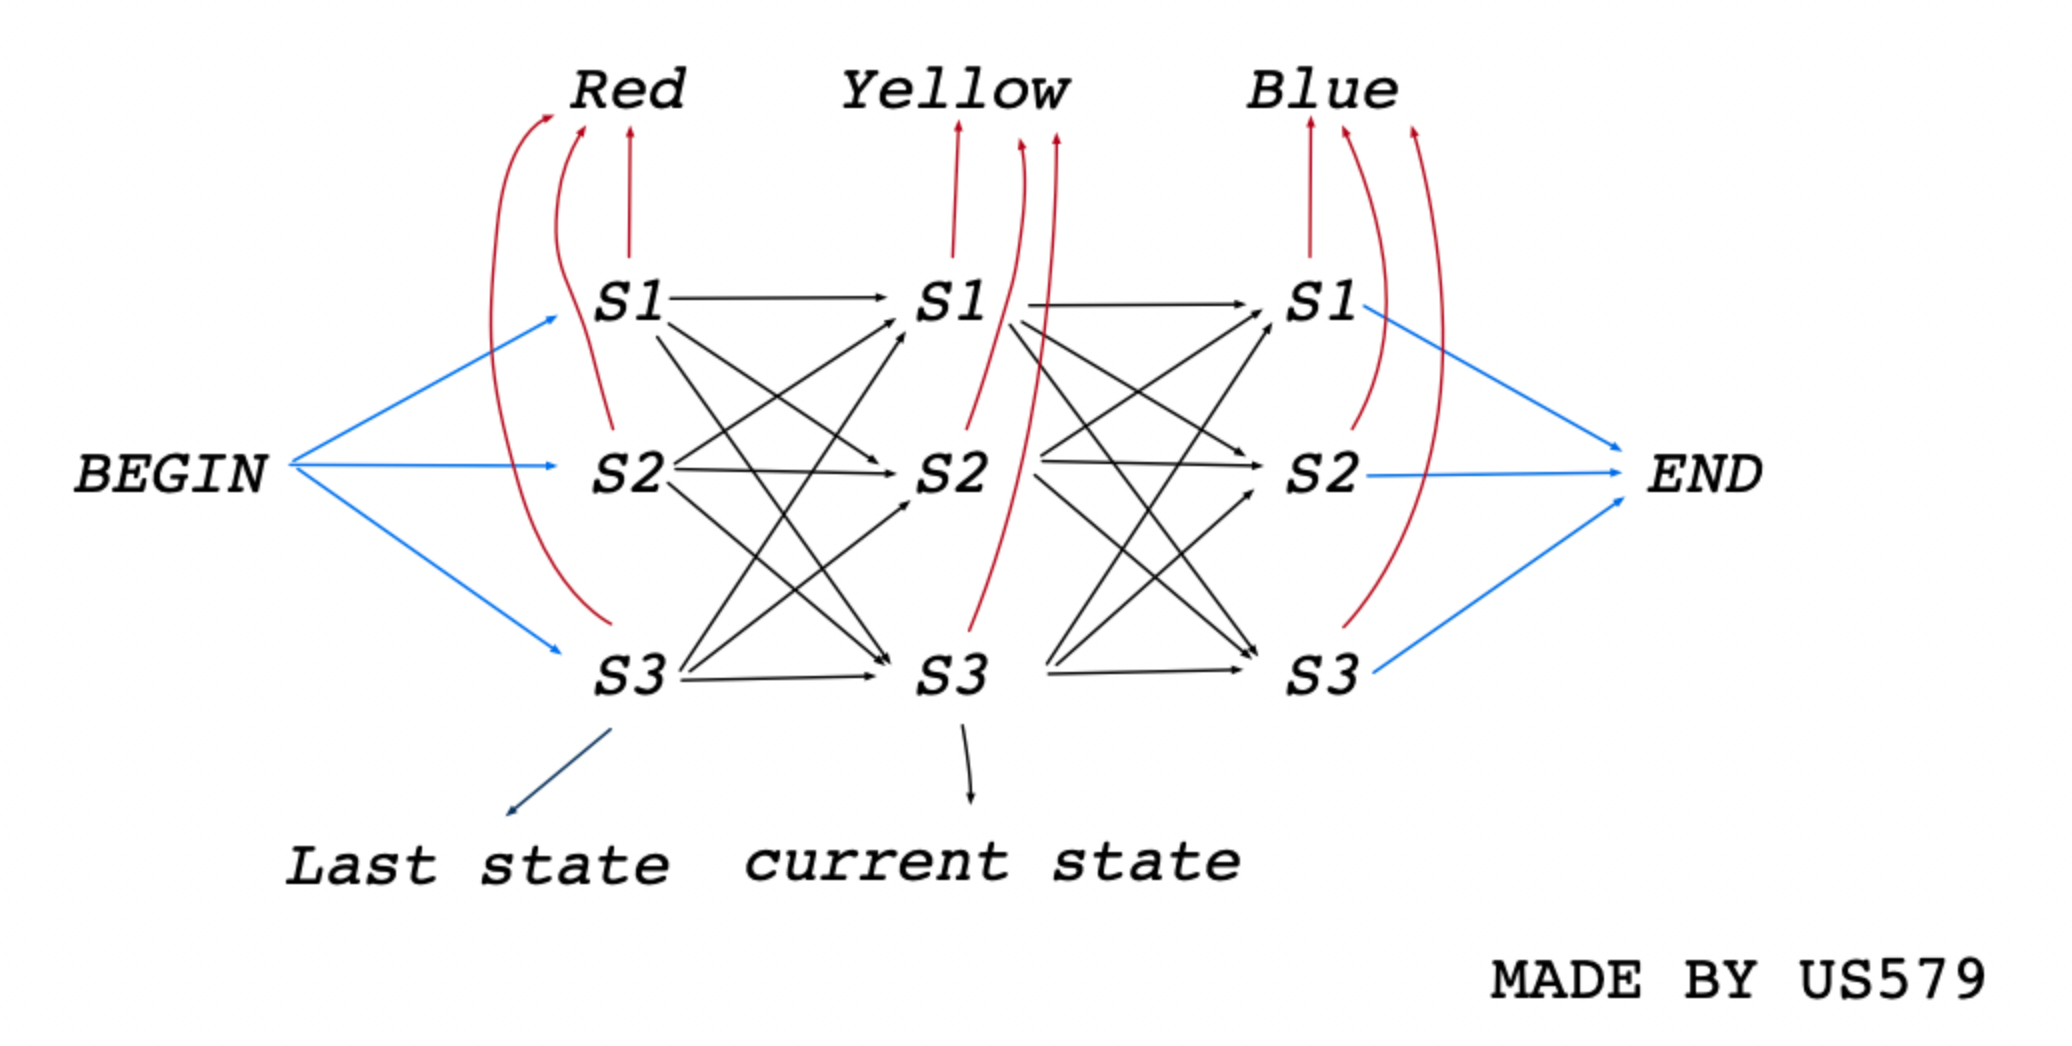 Red Yellow Blue
S1 S1 S1
BEGIN S2 S2 S2 END
S3 S3 S3
Last state current state
MADE BY US579